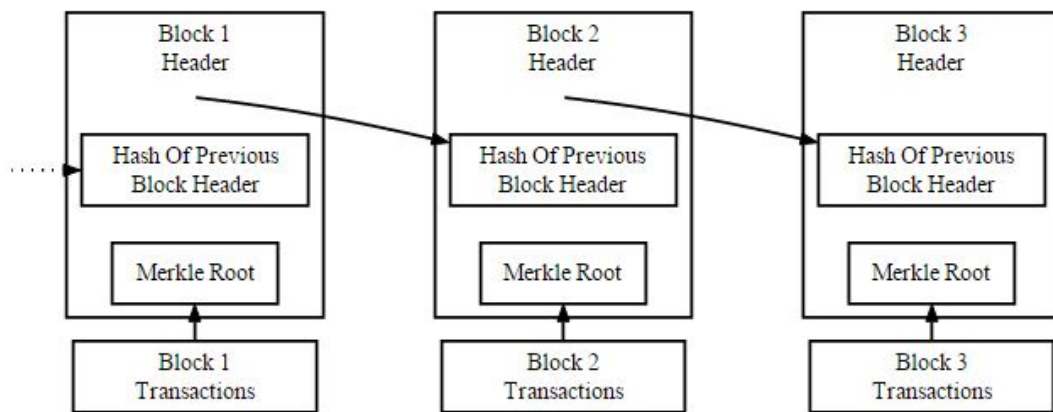 Block 1
Header
Hash Of Previous
Block Header
Merkle Root
Block 1
Transactions
Block 2
Header
Hash Of Previous
Block Header
Merkle Root
Block 2
Transactions
Block 3
Header
Hash Of Previous
Block Header
Merkle Root
Block 3
Transactions